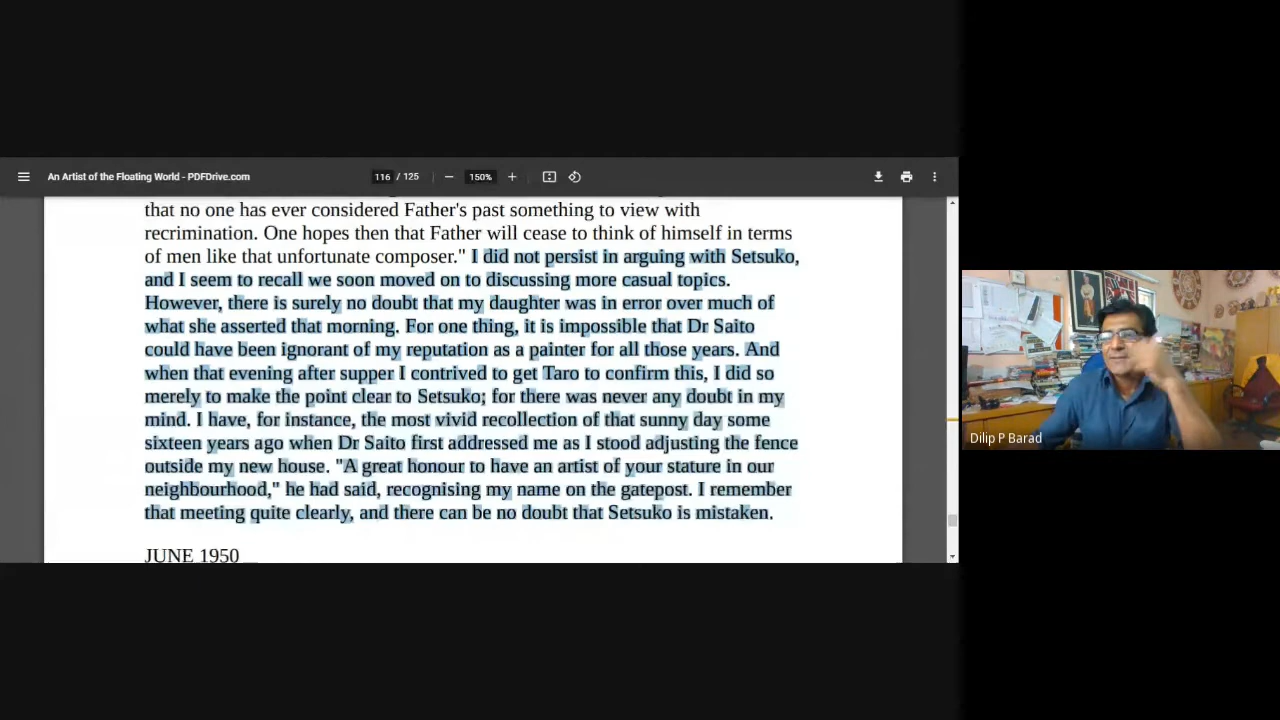 An Artist of the Floating World - PDFDrive.com
116 / 125
150%
that no one has ever considered Father's past something to view with
recrimination. One hopes then that Father will cease to think of himself in terms
of men like that unfortunate composer." I did not persist in arguing with Setsuko,
and I seem to recall we soon moved on to discussing more casual topics.
However, there is surely no doubt that my daughter was in error over much of
what she asserted that morning. For one thing, it is impossible that Dr Saito
could have been ignorant of my reputation as a painter for all those years. And
when that evening after supper I contrived to get Taro to confirm this, I did so
merely to make the point clear to Setsuko; for there was never any doubt in my
mind. I have, for instance, the most vivid recollection of that sunny day some
sixteen years ago when Dr Saito first addressed me as I stood adjusting the fence
outside my new house. "A great honour to have an artist of your stature in our
neighbourhood," he had said, recognising my name on the gatepost. I remember
that meeting quite clearly, and there can be no doubt that Setsuko is mistaken.
JUNE 1950
Dilip P Barad